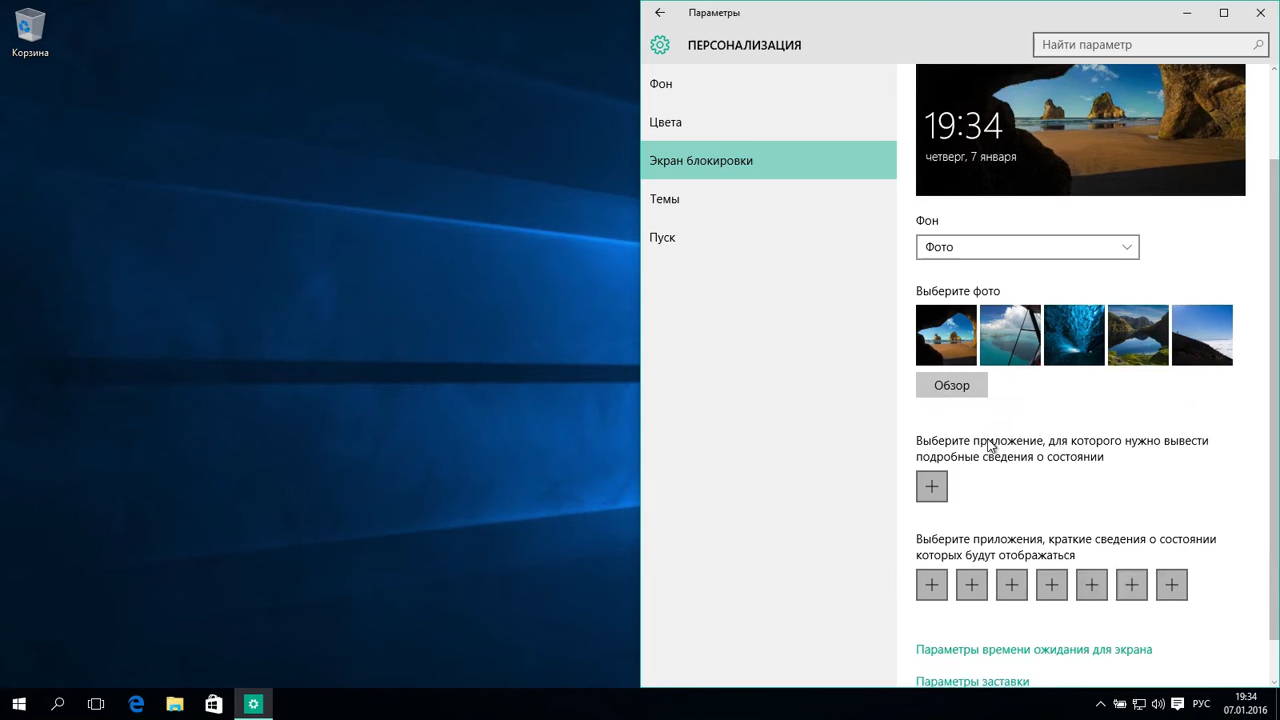 Корзина
Параметры
ПЕРСОНАЛИЗАЦИЯ
Найти параметр
Фон
Цвета
Экран блокировки
Темы
Пуск
19:34
четверг, 7 января
Фон
Фото
Выберите фото
Обзор
Выберите приложение, для которого нужно вывести
подробные сведения о состоянии
Выберите приложения, краткие сведения о состоянии
которых будут отображаться
Параметры времени ожидания для экрана
Параметры заставки
РУС
19:34
07.01.2016